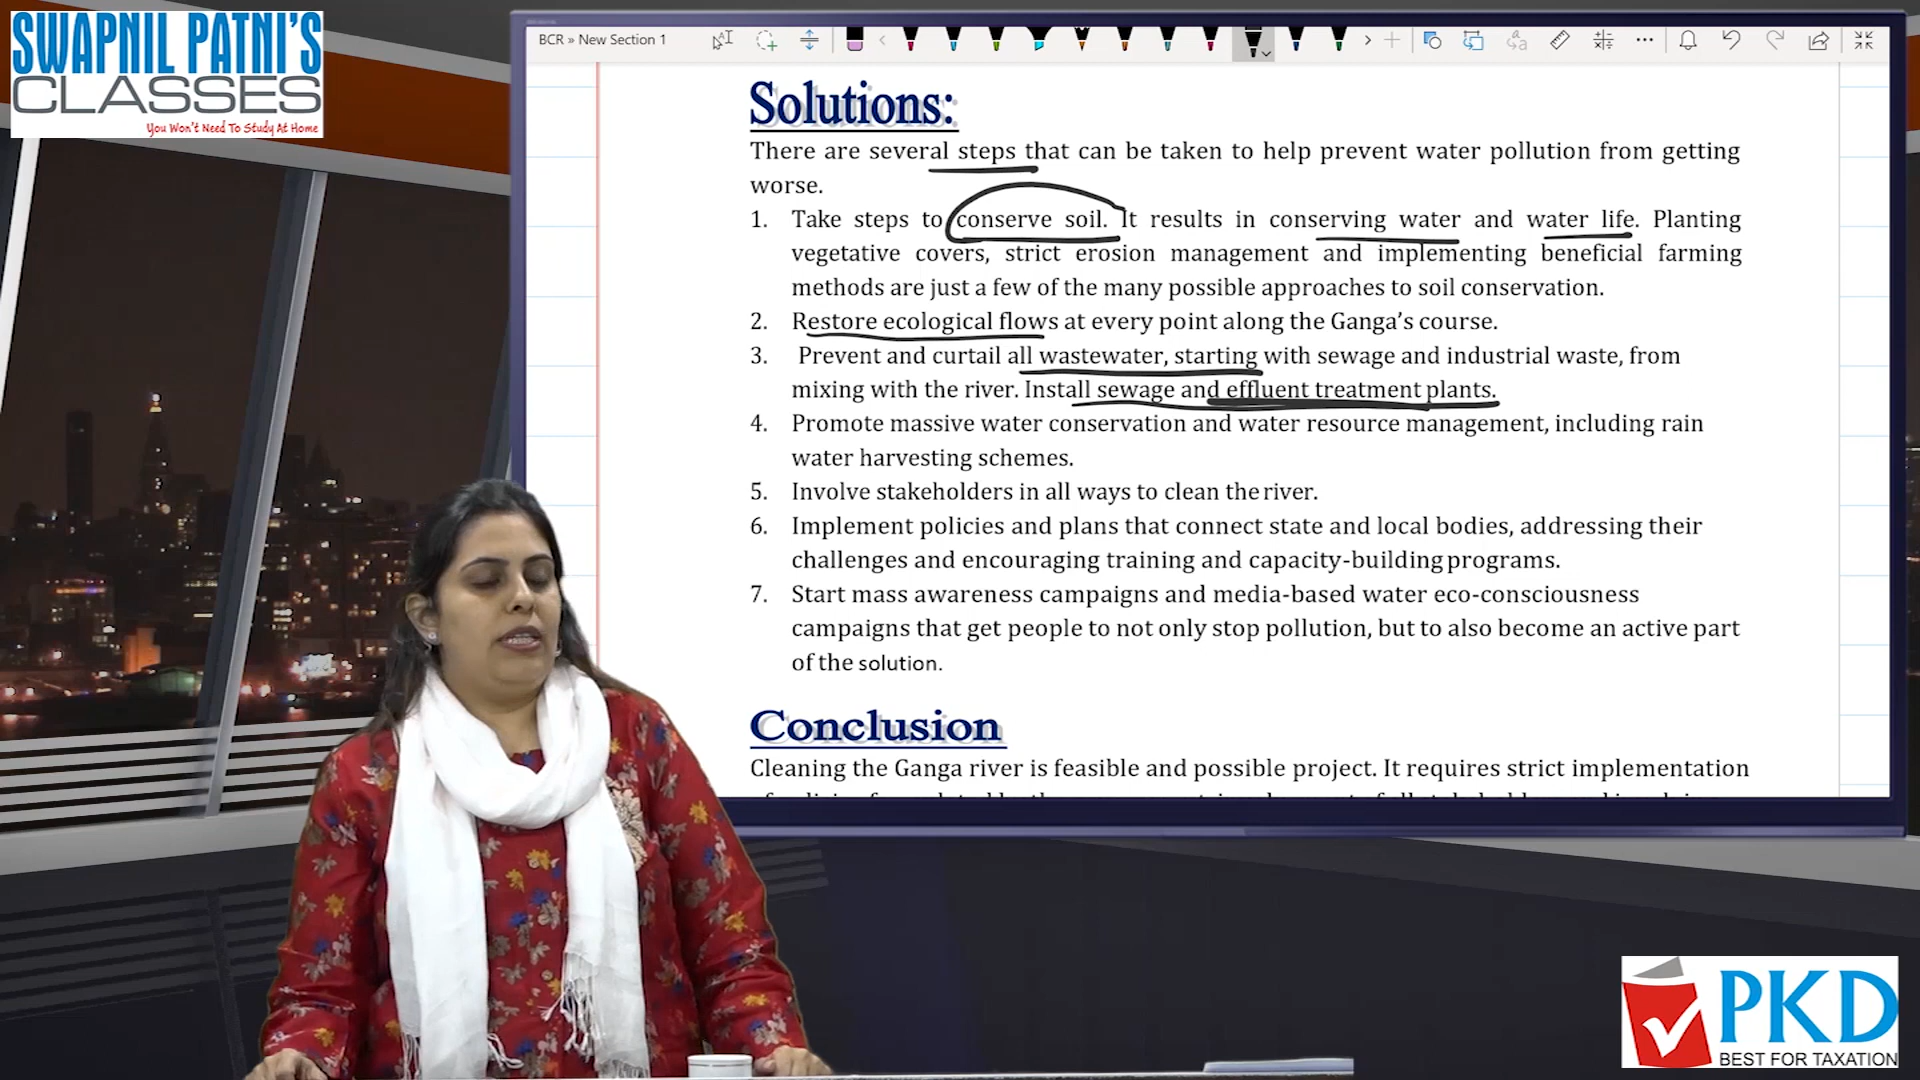 SWAPNIL PATNI'S
CLASSES
You Won't Need To Study At Home
BCR » New Section 1
Solutions:
There are several steps that can be taken to help prevent water pollution from getting
worse.
1. Take steps to conserve soil. It results in conserving water and water life. Planting
vegetative covers, strict erosion management and implementing beneficial farming
methods are just a few of the many possible approaches to soil conservation.
2. Restore ecological flows at every point along the Ganga's course.
3. Prevent and curtail all wastewater, starting with sewage and industrial waste, from
mixing with the river. Install sewage and effluent treatment plants.
4. Promote massive water conservation and water resource management, including rain
water harvesting schemes.
5. Involve stakeholders in all ways to clean the river.
6. Implement policies and plans that connect state and local bodies, addressing their
challenges and encouraging training and capacity-building programs.
7. Start mass awareness campaigns and media-based water eco-consciousness
campaigns that get people to not only stop pollution, but to also become an active part
of the solution.
Conclusion
Cleaning the Ganga river is feasible and possible project. It requires strict implementation
PKD
BEST FOR TAXATION